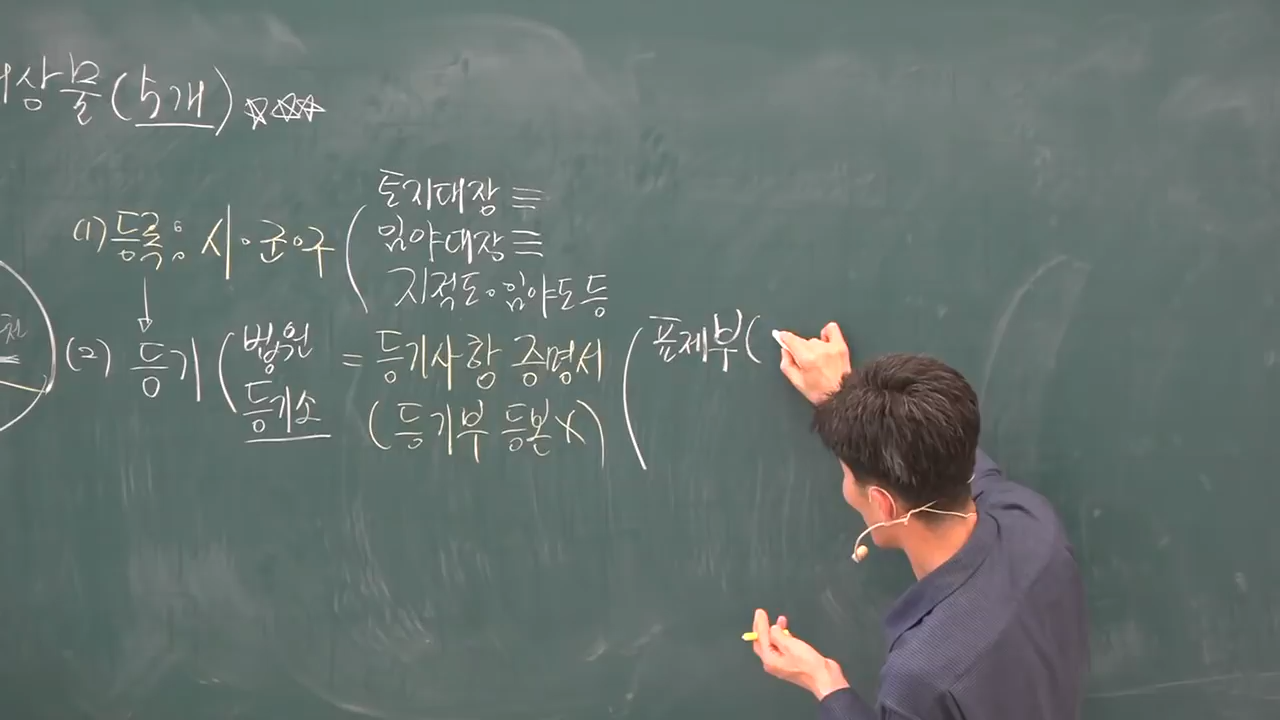 상물(5개)☆☆☆
토지대장 ≡
(1) 등록: 시·군·구 ( 임야대장 ≡
지적도·임야도 등
↓
(2) 등기 ( 법원 = 등기사항 증명서 ( 표제부(
등기소 (등기부 등본 X)